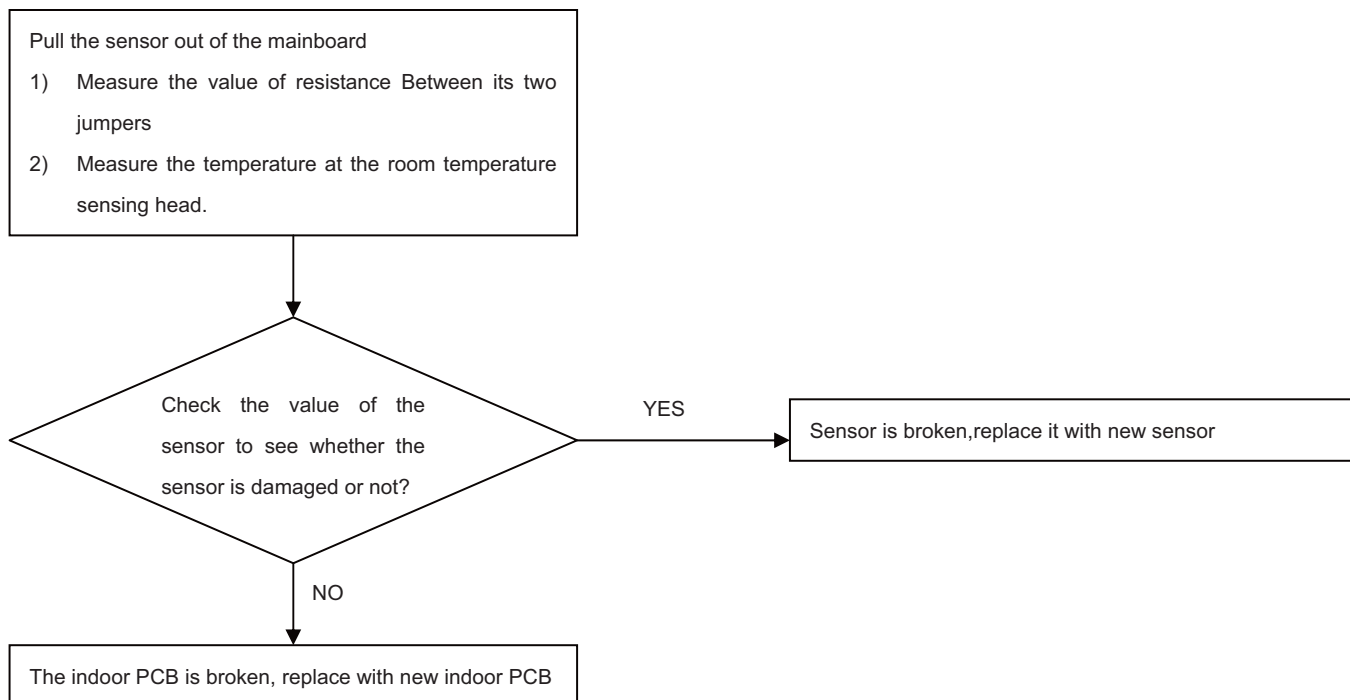 Pull the sensor out of the mainboard
1) Measure the value of resistance Between its two
jumpers
2) Measure the temperature at the room temperature
sensing head.
Check the value of the
sensor to see whether the
sensor is damaged or not?
YES
Sensor is broken,replace it with new sensor
NO
The indoor PCB is broken, replace with new indoor PCB